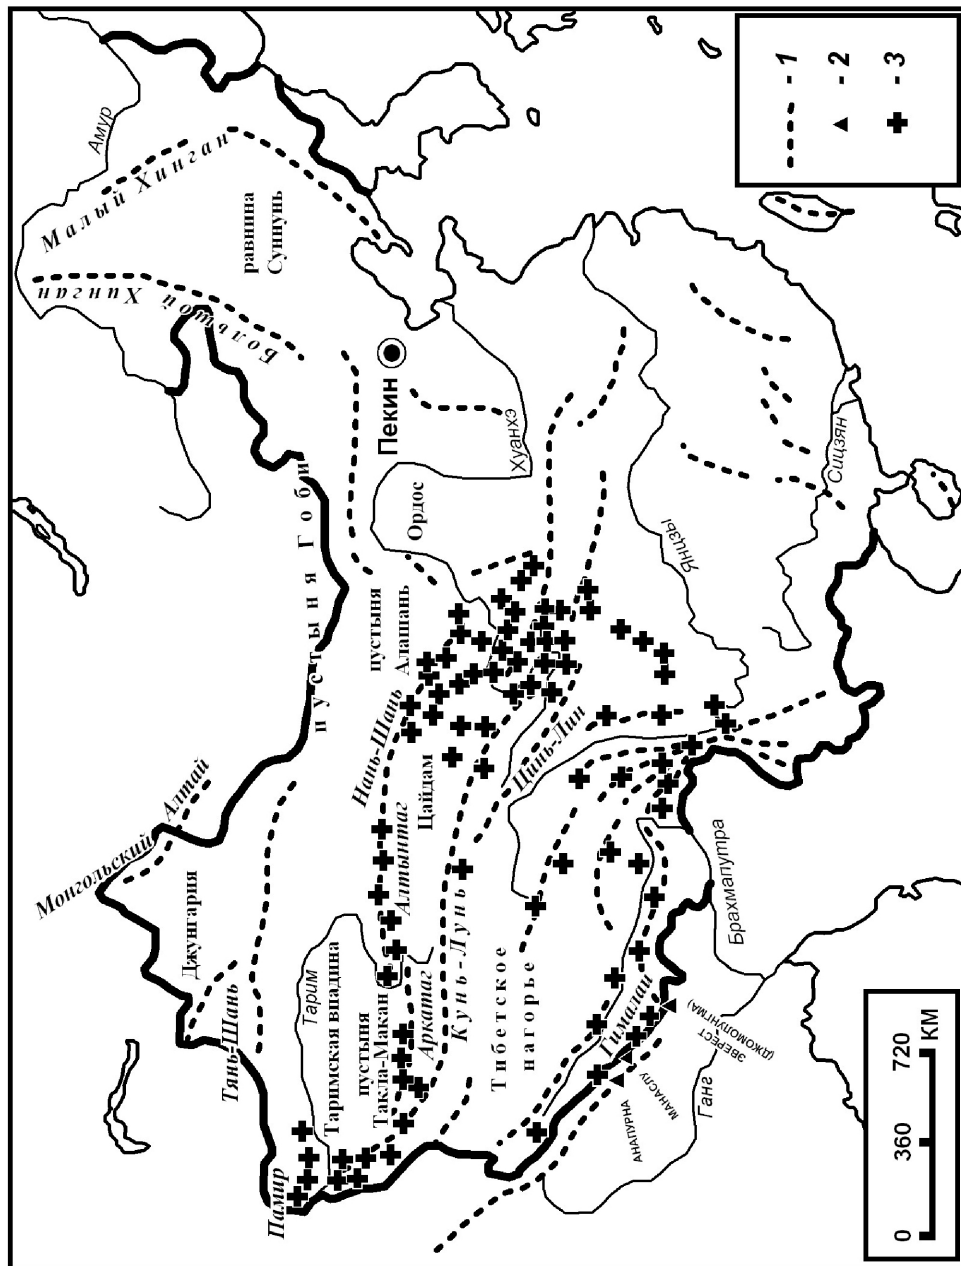 Амур
Малый Хинган
Большой Хинган
равнина
Сунляо
Пекин
Хуанхэ
Ордос
пустыня Гоби
пустыня
Алашань
Янцзы
Сицзян
Нань-Шань
Цайдам
Цинь-Лин
Монгольский Алтай
Джунгария
Тянь-Шань
Тарим
Таримская впадина
пустыня
Такла-Макан
Алтынтаг
Аркатаг
Кунь-Лунь
Тибетское
нагорье
Памир
Гималаи
Брахмапутра
Ганг
ЭВЕРЕСТ
(ДЖОМОЛУНГМА)
МАНАСЛУ
АНАПУРНА
- 1
- 2
- 3
0 360 720
КМ